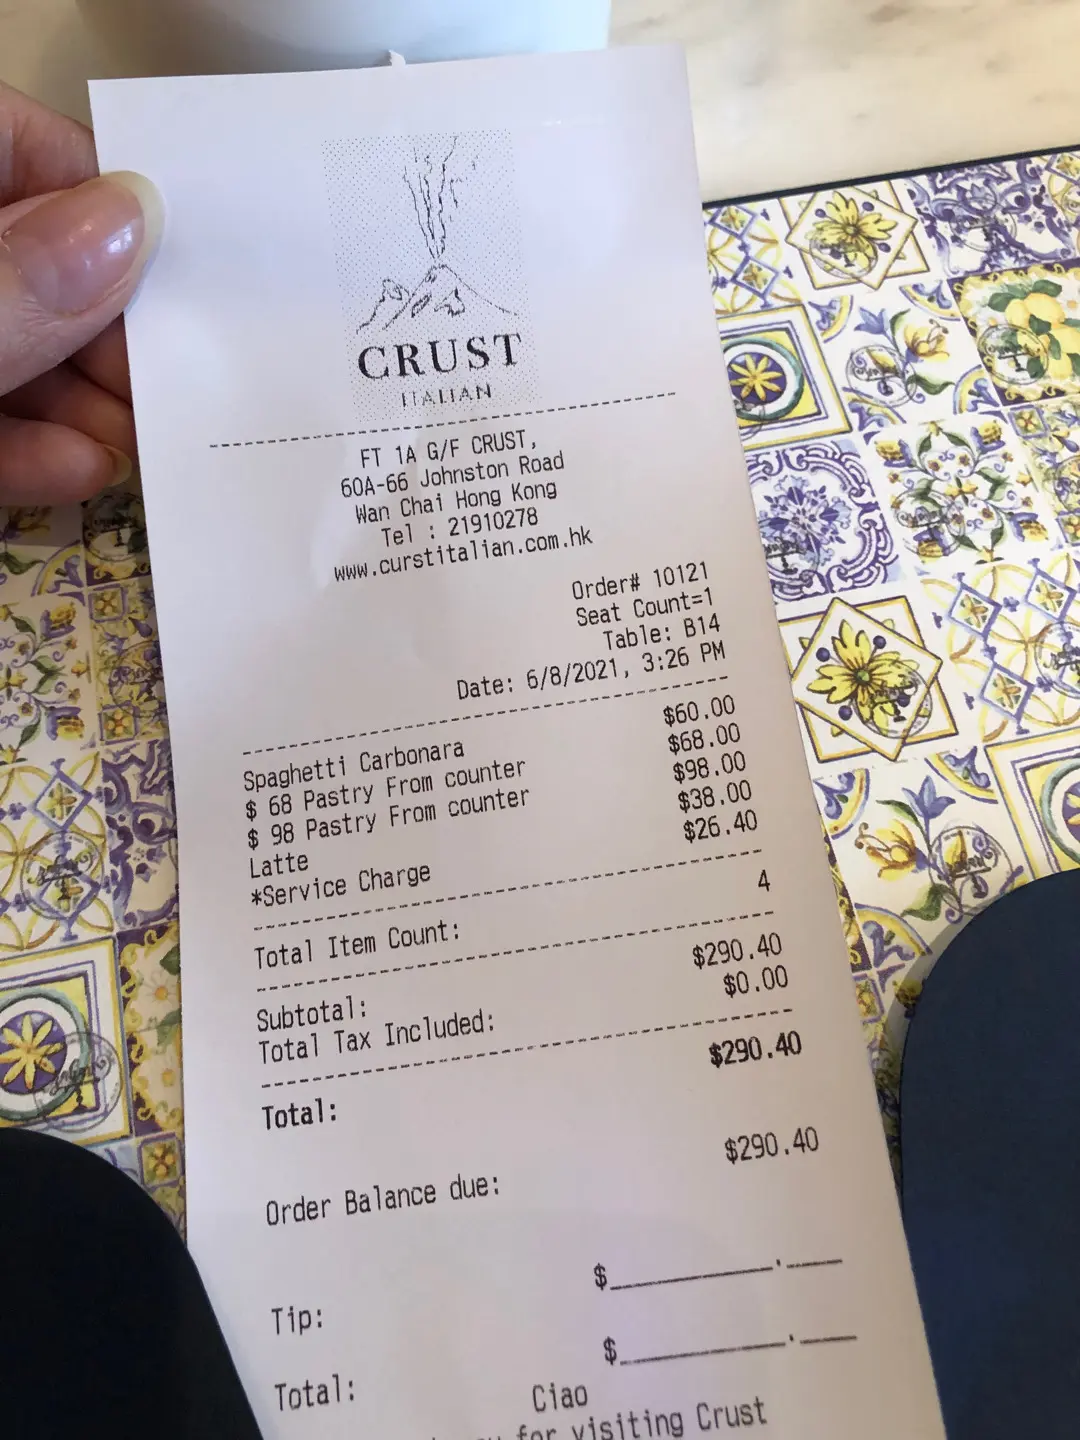 CRUST
ITALIAN
FT 1A G/F CRUST,
60A-66 Johnston Road
Wan Chai Hong Kong
Tel : 21910278
www.curstitalian.com.hk
Order# 10121
Seat Count=1
Table: B14
Date: 6/8/2021, 3:26 PM
Spaghetti Carbonara $60.00
$ 68 Pastry From counter $68.00
$ 98 Pastry From counter $98.00
Latte $38.00
*Service Charge $26.40
Total Item Count: 4
Subtotal: $290.40
Total Tax Included: $0.00
Total: $290.40
Order Balance due: $290.40
Tip: $
Total: $
Ciao
for visiting Crust